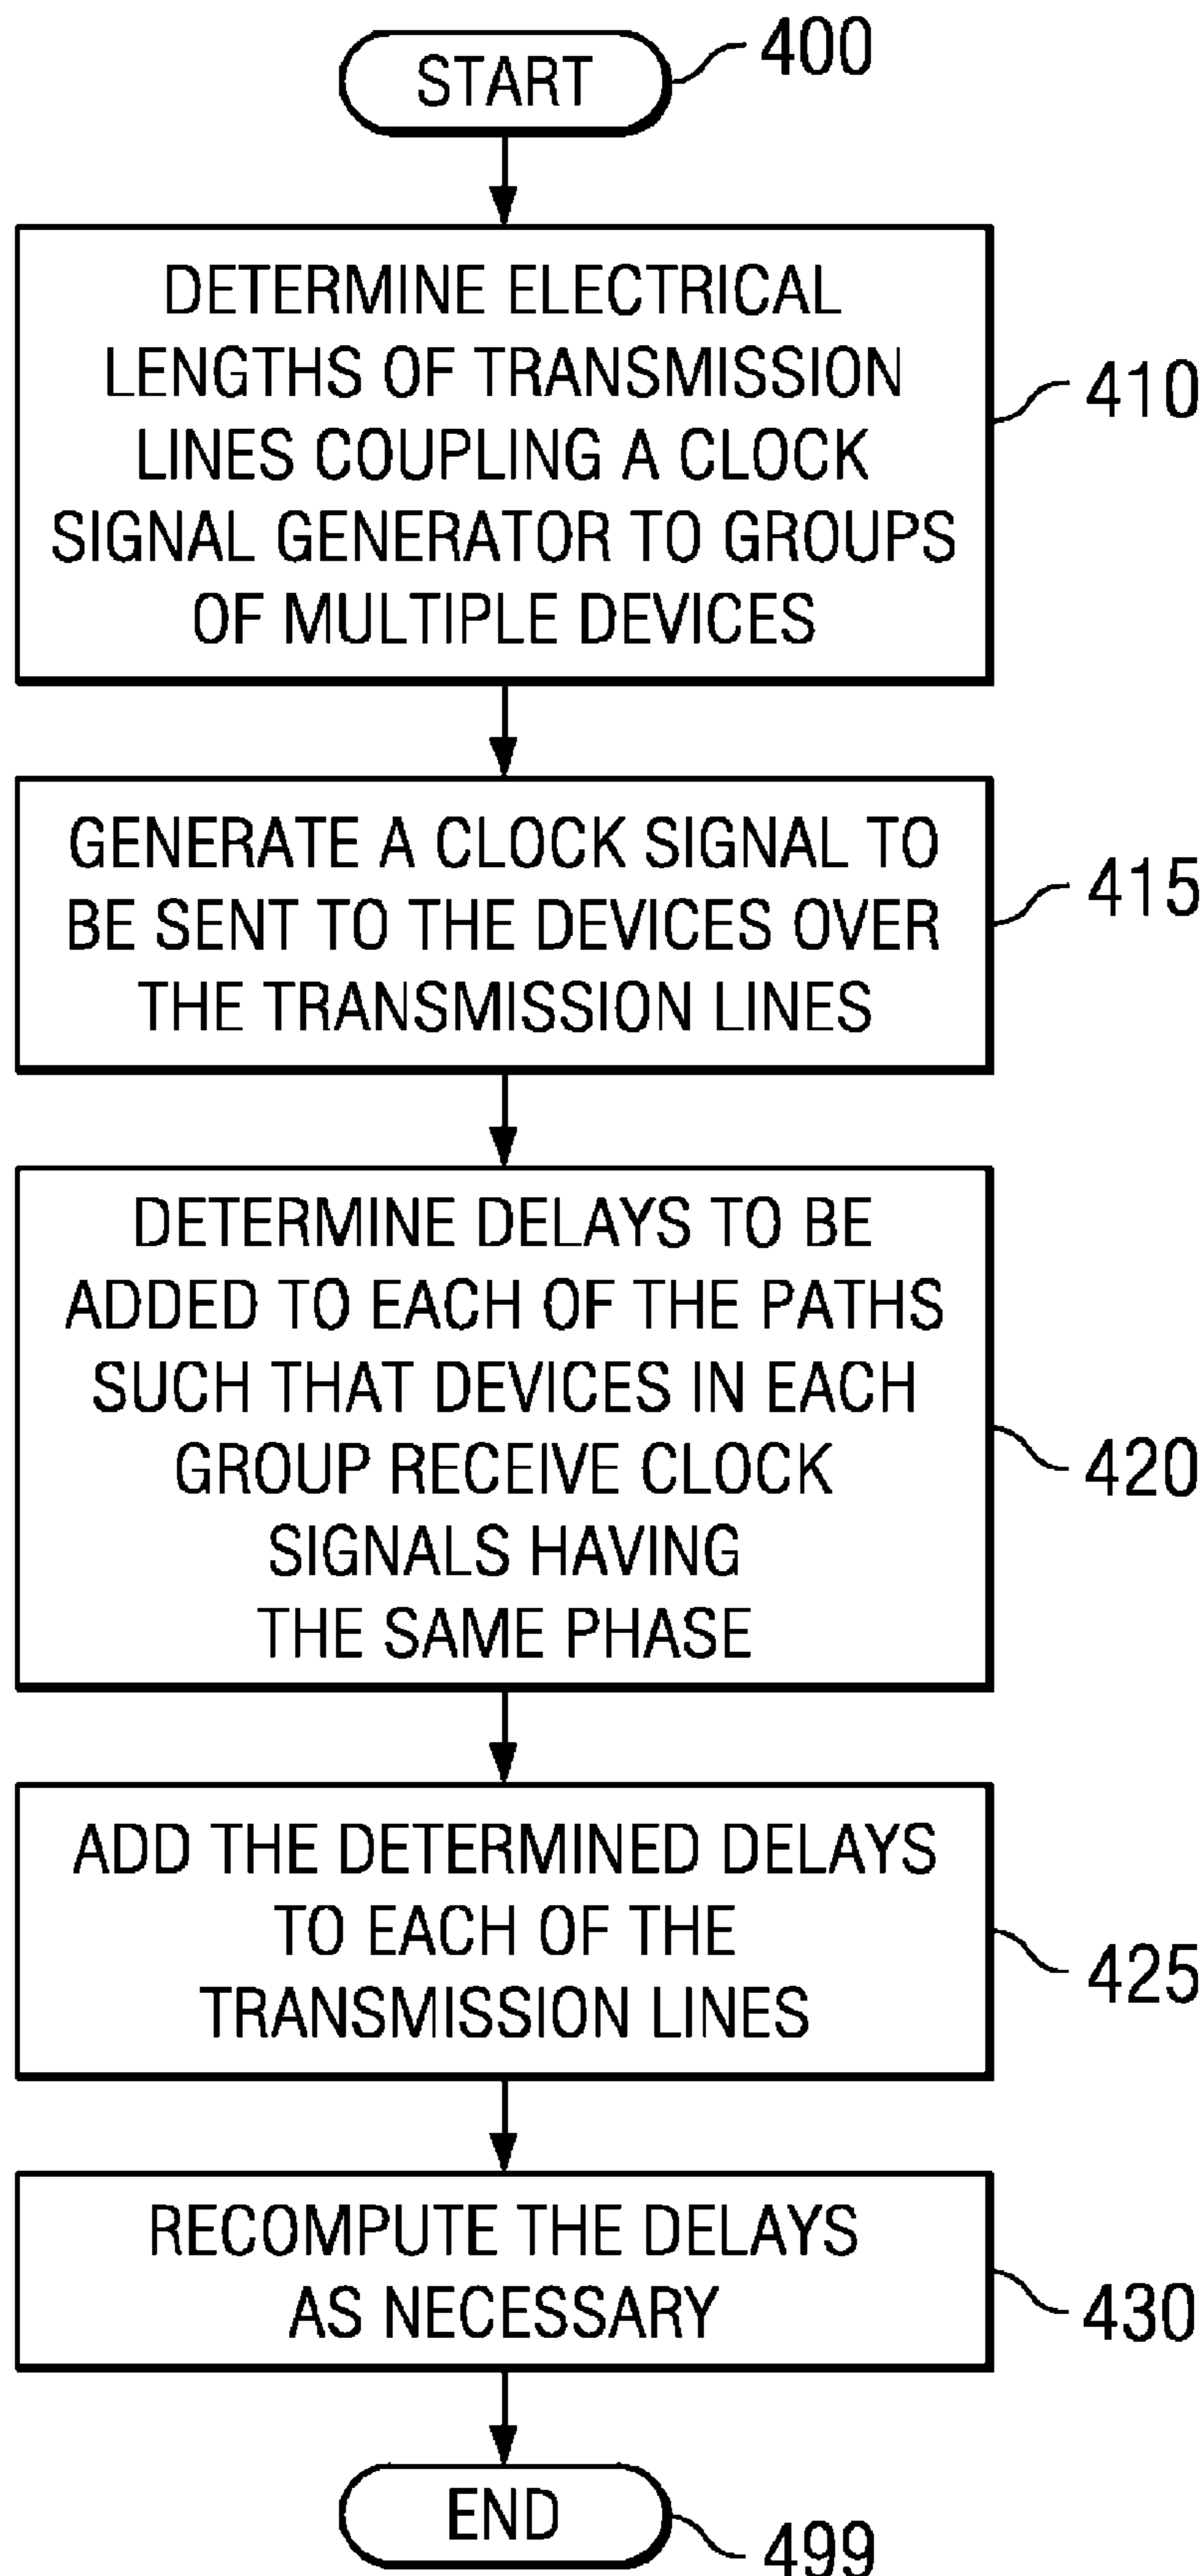 START
400
DETERMINE ELECTRICAL
LENGTHS OF TRANSMISSION
LINES COUPLING A CLOCK
SIGNAL GENERATOR TO GROUPS
OF MULTIPLE DEVICES
410
GENERATE A CLOCK SIGNAL TO
BE SENT TO THE DEVICES OVER
THE TRANSMISSION LINES
415
DETERMINE DELAYS TO BE
ADDED TO EACH OF THE PATHS
SUCH THAT DEVICES IN EACH
GROUP RECEIVE CLOCK
SIGNALS HAVING
THE SAME PHASE
420
ADD THE DETERMINED DELAYS
TO EACH OF THE
TRANSMISSION LINES
425
RECOMPUTE THE DELAYS
AS NECESSARY
430
END
499